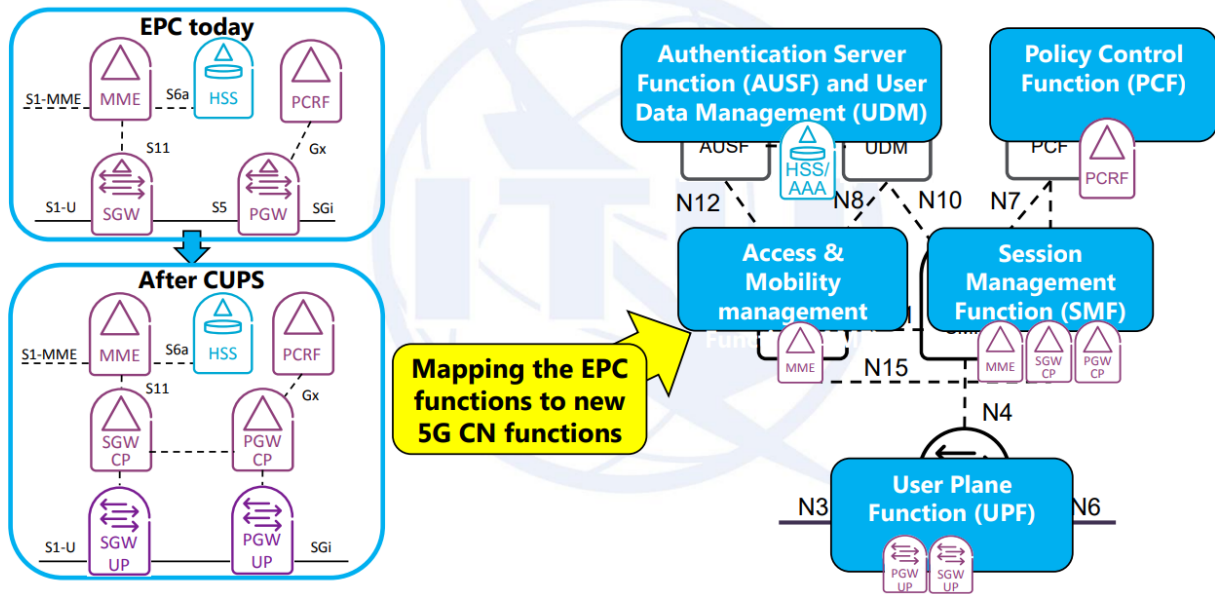 EPC today
MME
HSS
PCRF
S1-MME
S6a
S11
Gx
SGW
PGW
S1-U
S5
SGi
After CUPS
MME
HSS
PCRF
S1-MME
S6a
S11
Gx
SGW
CP
PGW
CP
SGW
UP
PGW
UP
S1-U
SGi
Mapping the EPC
functions to new
5G CN functions
Authentication Server
Function (AUSF) and User
Data Management (UDM)
Policy Control
Function (PCF)
AUSF
HSS/
AAA
UDM
PCF
PCRF
N12
N8
N10
N7
Access &
Mobility
management
Session
Management
Function (SMF)
MME
MME
SGW
CP
PGW
CP
N15
N4
User Plane
Function (UPF)
N3
N6
PGW
UP
SGW
UP
ITU